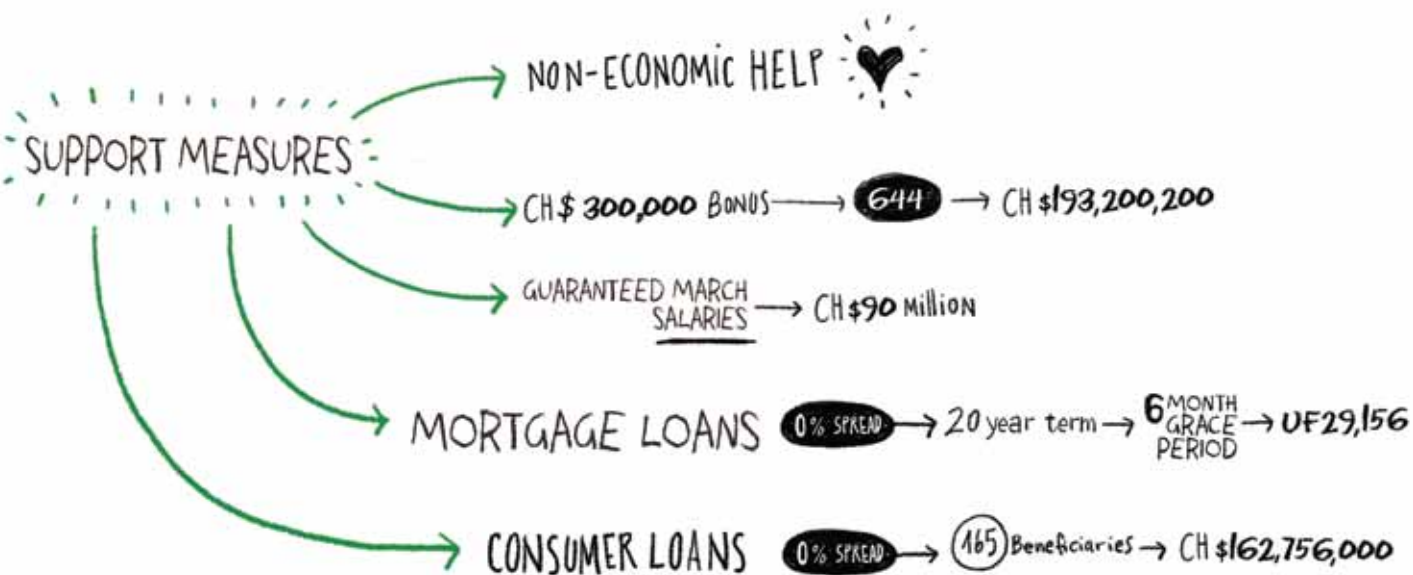 NON-ECONOMIC HELP
SUPPORT MEASURES
CH $ 300,000 BONUS 644 CH $193,200,200
GUARANTEED MARCH
SALARIES
CH $90 Million
MORTGAGE LOANS 0% SPREAD 20 year term 6 MONTH
GRACE
PERIOD
UF29,156
CONSUMER LOANS 0% SPREAD 165 Beneficiaries CH $162,756,000